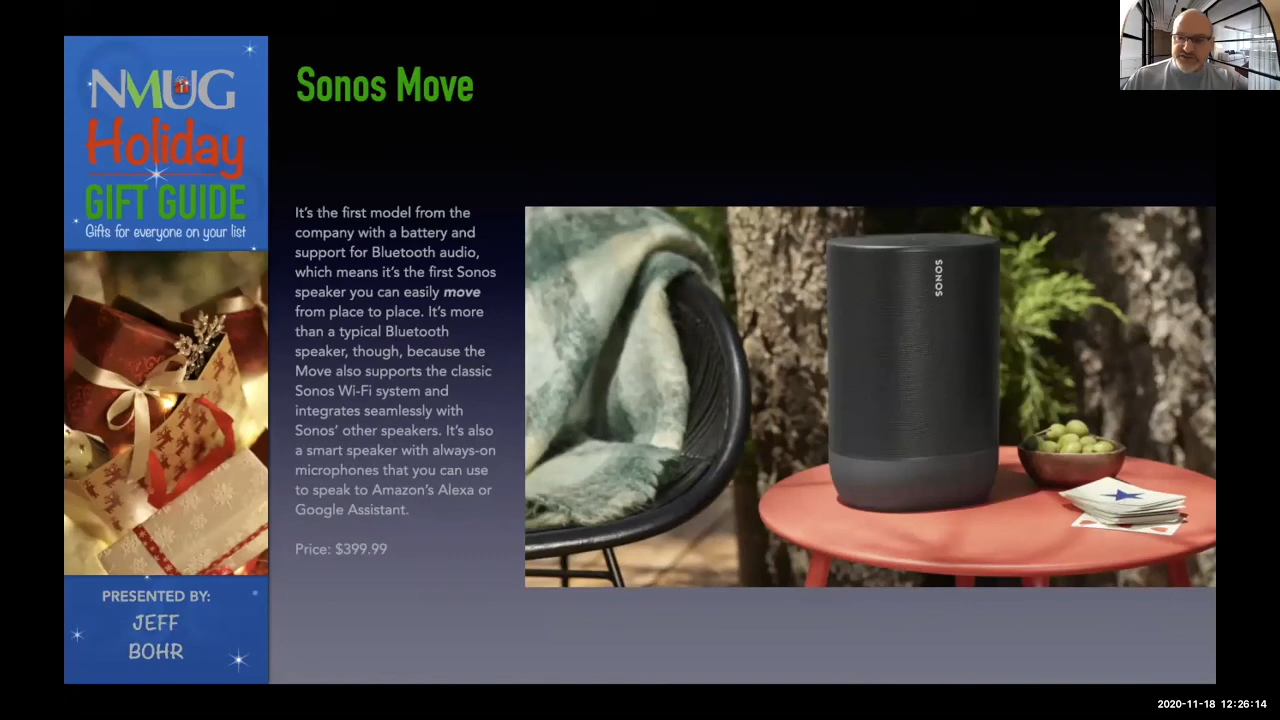 NMUG
Holiday
GIFT GUIDE
Gifts for everyone on your list
PRESENTED BY:
JEFF
BOHR
Sonos Move
It's the first model from the
company with a battery and
support for Bluetooth audio,
which means it's the first Sonos
speaker you can easily move
from place to place. It's more
than a typical Bluetooth
speaker, though, because the
Move also supports the classic
Sonos Wi-Fi system and
integrates seamlessly with
Sonos' other speakers. It's also
a smart speaker with always-on
microphones that you can use
to speak to Amazon's Alexa or
Google Assistant.
Price: $399.99
SONOS
2020-11-18 12:26:14